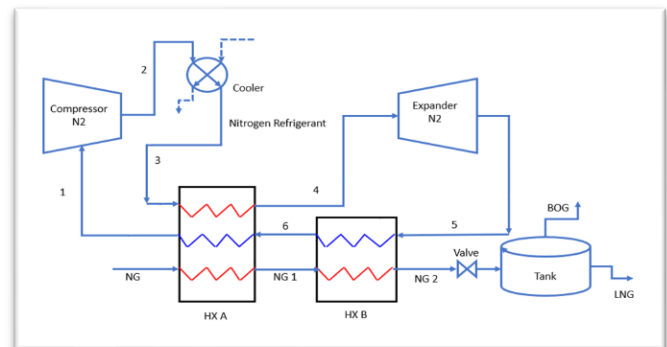 2
Cooler
Compressor
N2
Expander
N2
Nitrogen Refrigerant
3
4
1
BOG
6
5
Valve
Tank
NG
NG 1
NG 2
LNG
HX A
HX B